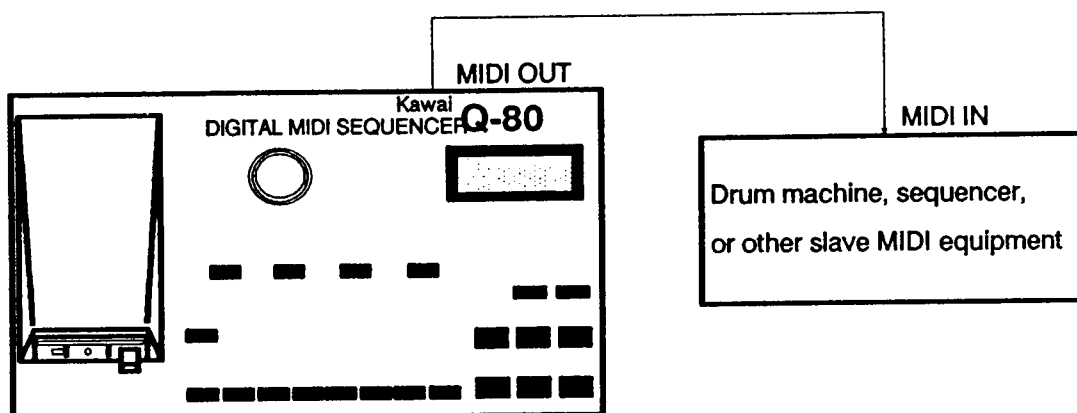 MIDI OUT
Kawai
DIGITAL MIDI SEQUENCER Q-80
MIDI IN
Drum machine, sequencer,
or other slave MIDI equipment